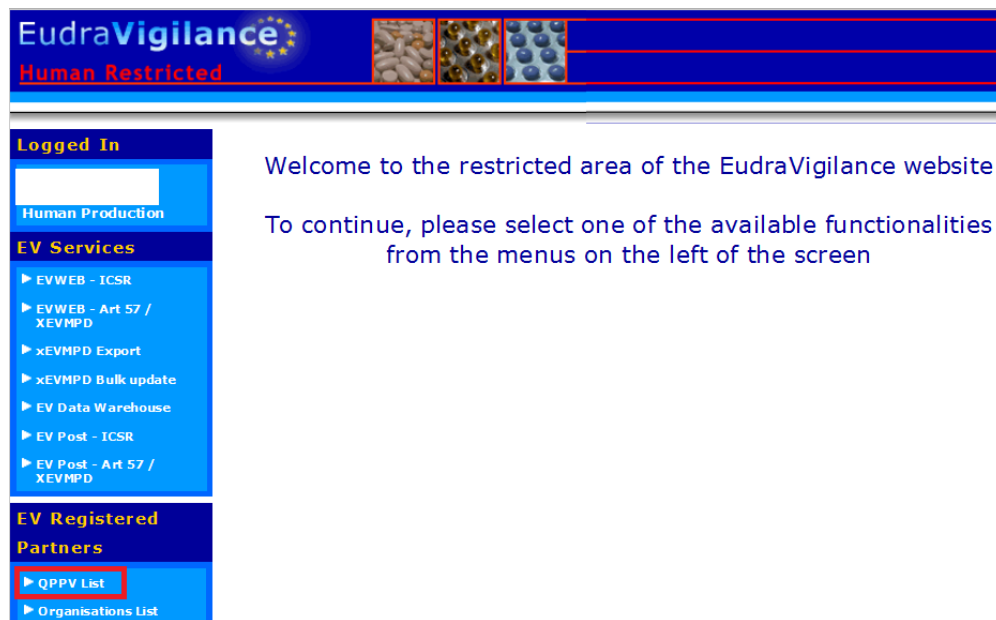 EudraVigilance
Human Restricted
Logged In
Human Production
EV Services
EVWEB - ICSR
EVWEB - Art 57 /
XEVMPD
xEVMPD Export
xEVMPD Bulk update
EV Data Warehouse
EV Post - ICSR
EV Post - Art 57 /
XEVMPD
EV Registered
Partners
QPPV List
Organisations List
Welcome to the restricted area of the EudraVigilance website
To continue, please select one of the available functionalities
from the menus on the left of the screen